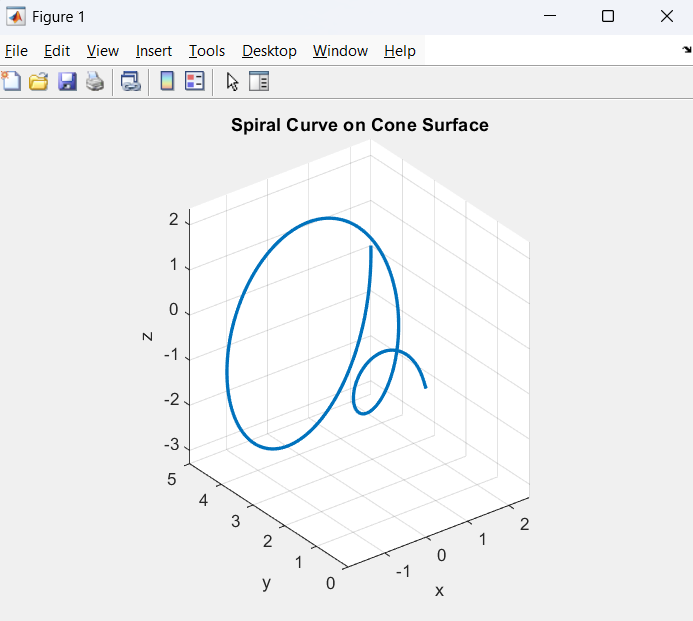 Figure 1
File Edit View Insert Tools Desktop Window Help
Spiral Curve on Cone Surface
2
1
0
-1
-2
-3
z
5
4
3
2
1
0
y
-1
0
1
2
x